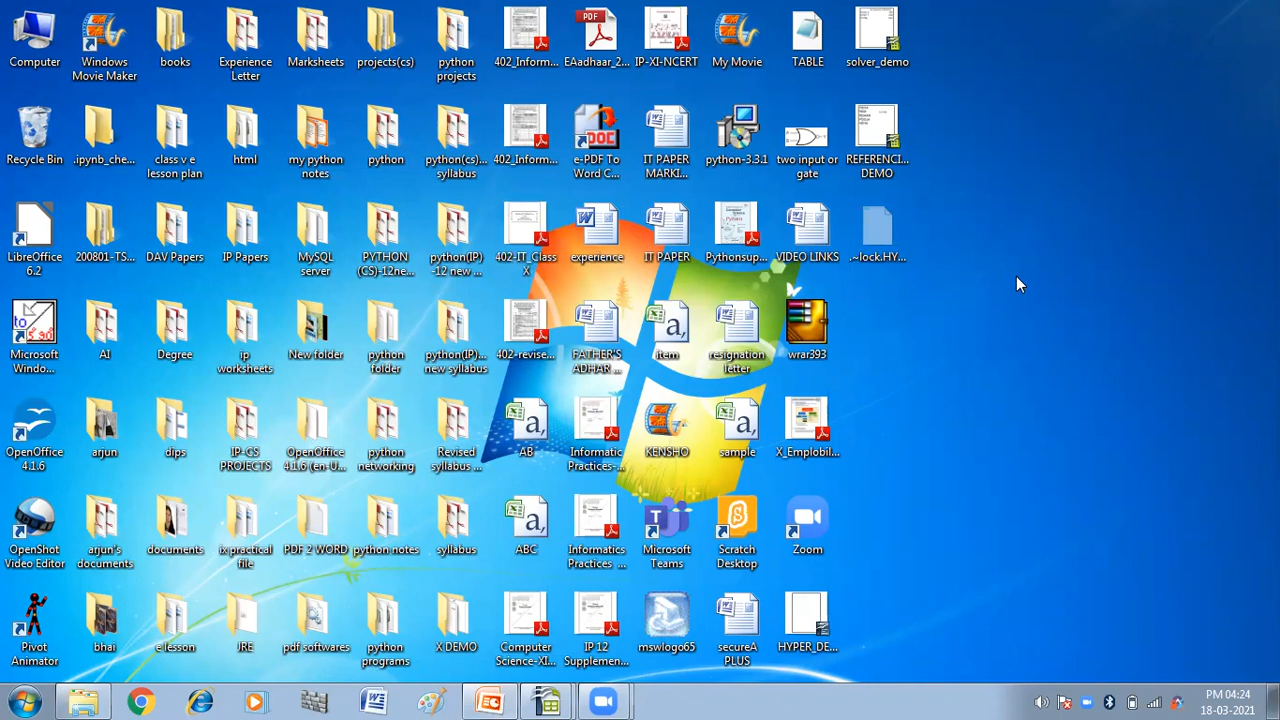 Computer
Windows
Movie Maker
books
Experience
Letter
Marksheets
projects(cs)
python
projects
402_Inform...
PDF
EAadhaar_2...
IP-XI-NCERT
My Movie
TABLE
solver_demo
Recycle Bin
.ipynb_che...
class v e
lesson plan
html
my python
notes
python
python(cs)...
syllabus
402_Inform...
DOC
e-PDF To
Word C...
IT PAPER
MARKI...
python-3.3.1
two input or
gate
REFERENCI...
DEMO
LibreOffice
6.2
200801-TS...
DAV Papers
IP Papers
MySQL
server
PYTHON
(CS)-12ne...
python(IP)
-12 new ...
402-IT_Class
X
experience
IT PAPER
Pythonsup...
VIDEO LINKS
.~lock.HY...
Microsoft
Windo...
AI
Degree
ip
worksheets
New folder
python
folder
python(IP)...
new syllabus
402-revise...
FATHER'S
ADHAR ...
item
resignation
letter
wrar393
OpenOffice
4.1.6
arjun
dips
IP-CS
PROJECTS
OpenOffice
4.1.6 (en-...
python
networking
Revised
syllabus ...
AB
Informatic
Practices-...
KENSHO
sample
X_Emplobil...
OpenShot
Video Editor
arjun's
documents
documents
ix practical
file
PDF 2 WORD
python notes
syllabus
ABC
Informatics
Practices_...
Microsoft
Teams
Scratch
Desktop
Zoom
Pivot
Animator
bhai
lesson
IRE
pdf softwares
python
programs
X DEMO
Computer
Science-XI...
IP 12
Supplemen...
mswlogo65
secureA
PLUS
HYPER_DE...
PM 04:24
18-03-2021